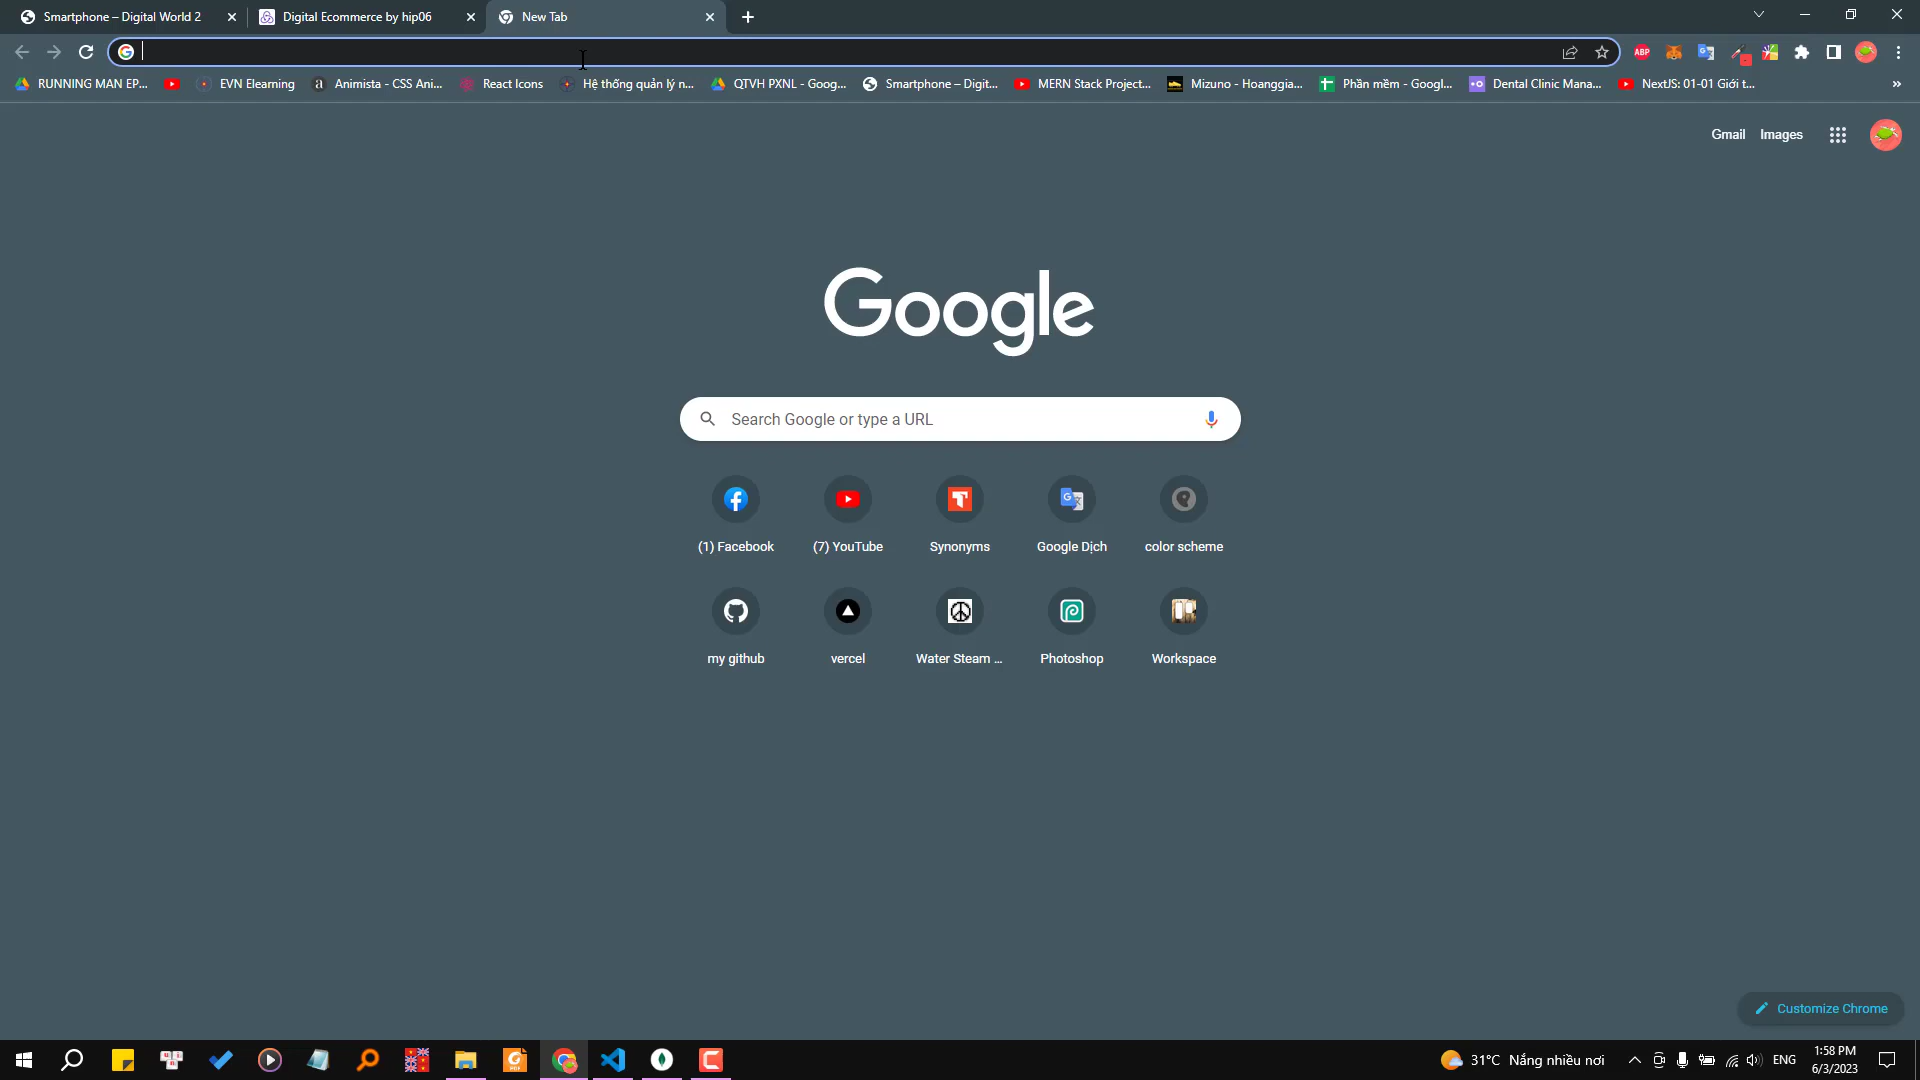 Smartphone – Digital World 2
Digital Ecommerce by hip06
New Tab
RUNNING MAN EP...
EVN Elearning
Animista - CSS Ani...
React Icons
Hệ thống quản lý n...
QTVH PXNL - Goog...
Smartphone – Digit...
MERN Stack Project...
Mizuno - Hoanggia...
Phần mềm - Googl...
Dental Clinic Mana...
NextJS: 01-01 Giới t...
Gmail
Images
Google
Search Google or type a URL
(1) Facebook
(7) YouTube
Synonyms
Google Dịch
color scheme
my github
vercel
Water Steam ...
Photoshop
Workspace
Customize Chrome
31°C Nắng nhiều nơi
ENG
1:58 PM
6/3/2023